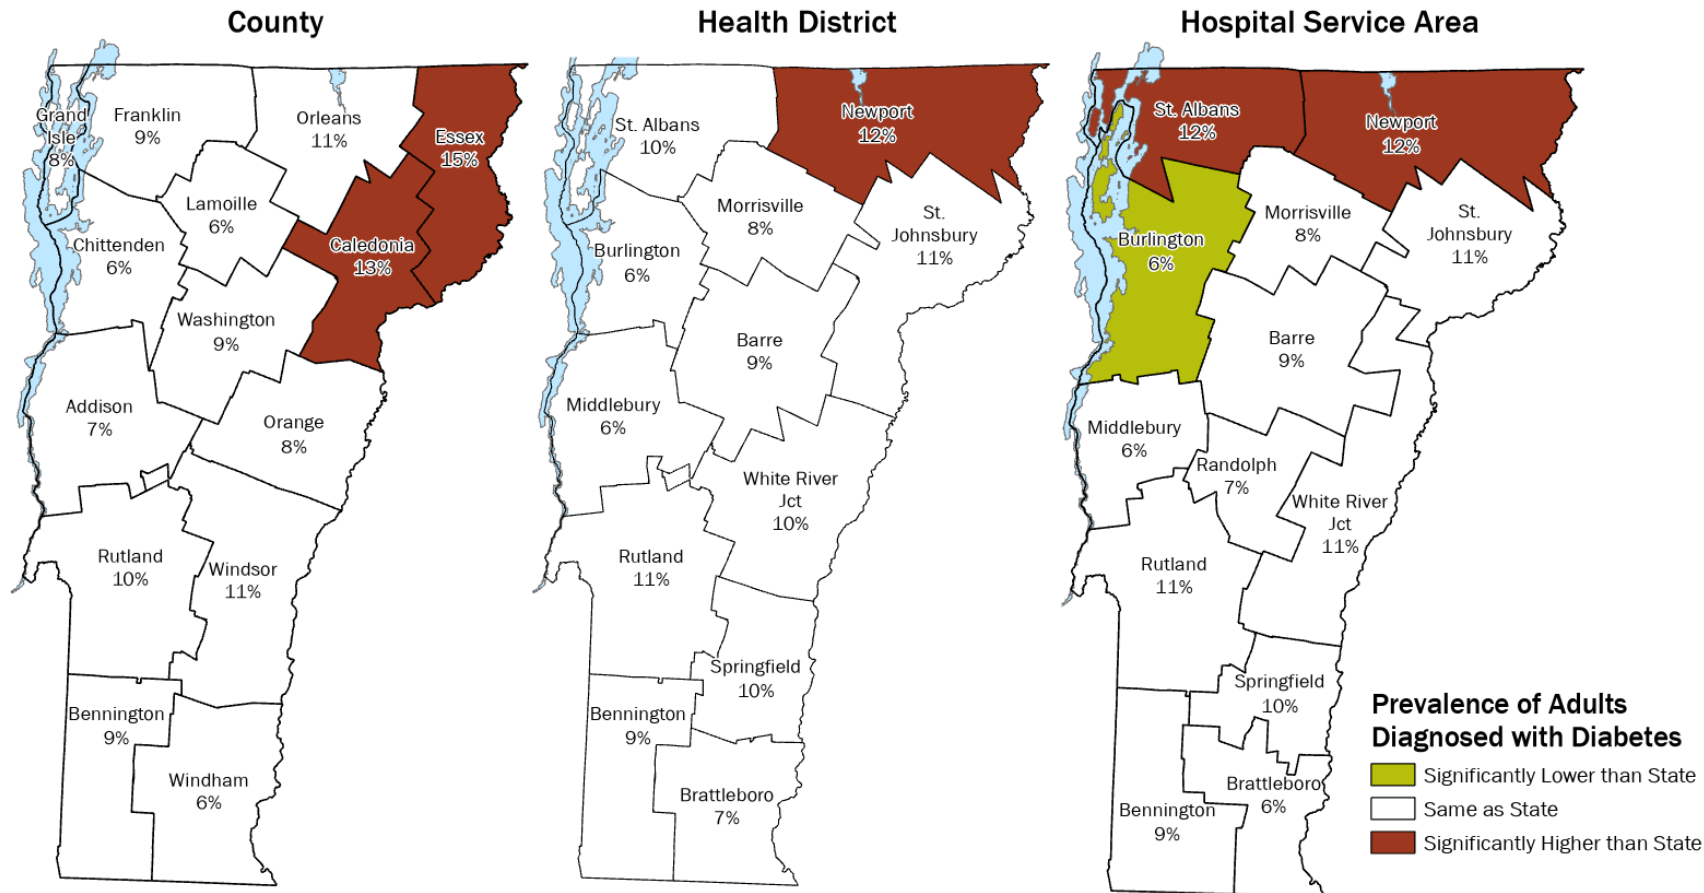 County
Franklin
9%
Grand
Isle
8%
Orleans
11%
Essex
15%
Lamoille
6%
Chittenden
6%
Caledonia
13%
Washington
9%
Addison
7%
Orange
8%
Rutland
10%
Windsor
11%
Bennington
9%
Windham
6%
Health District
St. Albans
10%
Newport
12%
Morrisville
8%
St.
Johnsbury
11%
Burlington
6%
Barre
9%
Middlebury
6%
White River
Jct
10%
Rutland
11%
Springfield
10%
Bennington
9%
Brattleboro
7%
Hospital Service Area
St. Albans
12%
Newport
12%
Morrisville
8%
St.
Johnsbury
11%
Burlington
6%
Barre
9%
Middlebury
6%
Randolph
7%
White River
Jct
11%
Rutland
11%
Springfield
10%
Brattleboro
6%
Bennington
9%
Prevalence of Adults
Diagnosed with Diabetes
Significantly Lower than State
Same as State
Significantly Higher than State